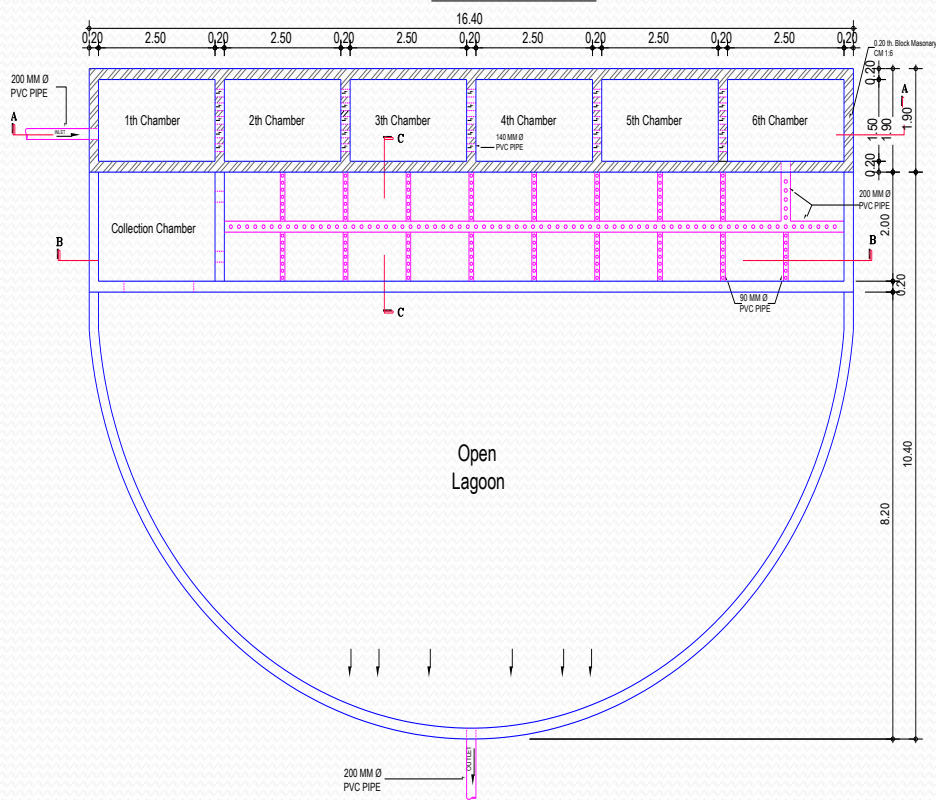 16.40
0.20 2.50 0.20 2.50 0.20 2.50 0.20 2.50 0.20 2.50 0.20 2.50 0.20
0.20 th. Block Masonary
CM 1:6
200 MM Ø
PVC PIPE
A
A
INLET
1th Chamber
2th Chamber
3th Chamber
4th Chamber
5th Chamber
6th Chamber
C
140 MM Ø
PVC PIPE
0.20
1.50
1.90
1.90
0.20
200 MM Ø
PVC PIPE
2.00
Collection Chamber
B
B
0.20
90 MM Ø
PVC PIPE
C
Open
Lagoon
10.40
8.20
OUTLET
200 MM Ø
PVC PIPE